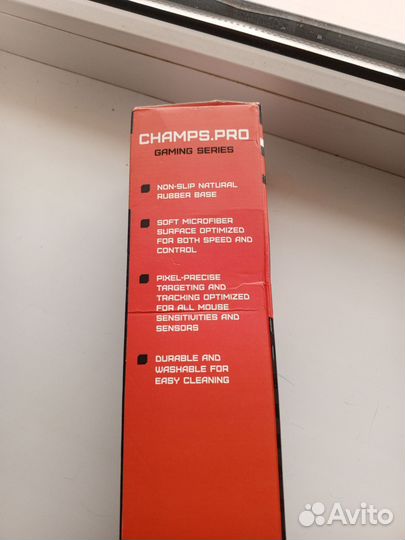 CHAMPS.PRO
GAMING SERIES
NON-SLIP NATURAL
RUBBER BASE
SOFT MICROFIBER
SURFACE OPTIMIZED
FOR BOTH SPEED AND
CONTROL
PIXEL-PRECISE
TARGETING AND
TRACKING OPTIMIZED
FOR ALL MOUSE
SENSITIVITIES AND
SENSORS
DURABLE AND
WASHABLE FOR
EASY CLEANING
Avito